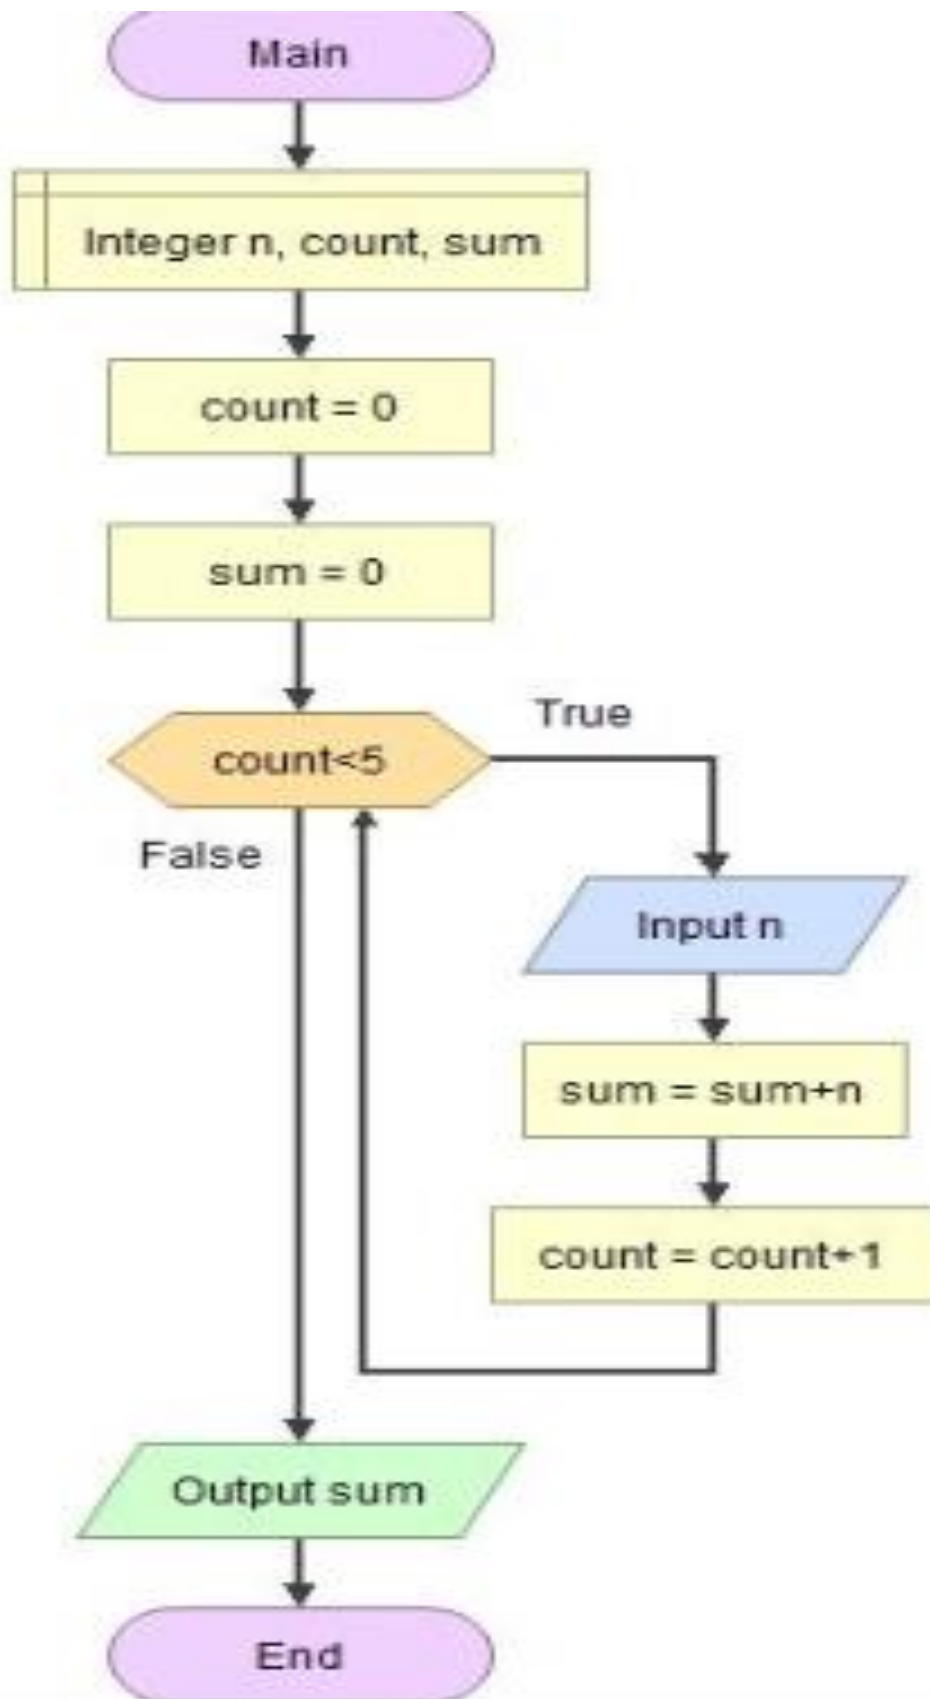 Main
Integer n, count, sum
count = 0
sum = 0
count<5
True
False
Input n
sum = sum+n
count = count+1
Output sum
End